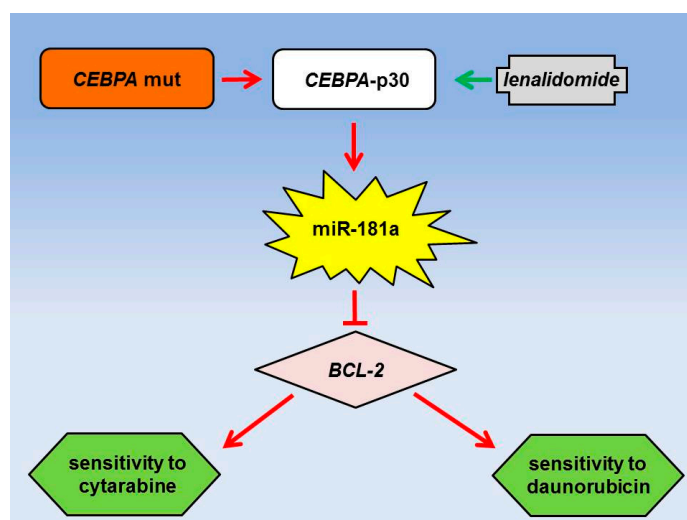 CEBPA mut
CEBPA-p30
lenalidomide
miR-181a
BCL-2
sensitivity to
cytarabine
sensitivity to
daunorubicin